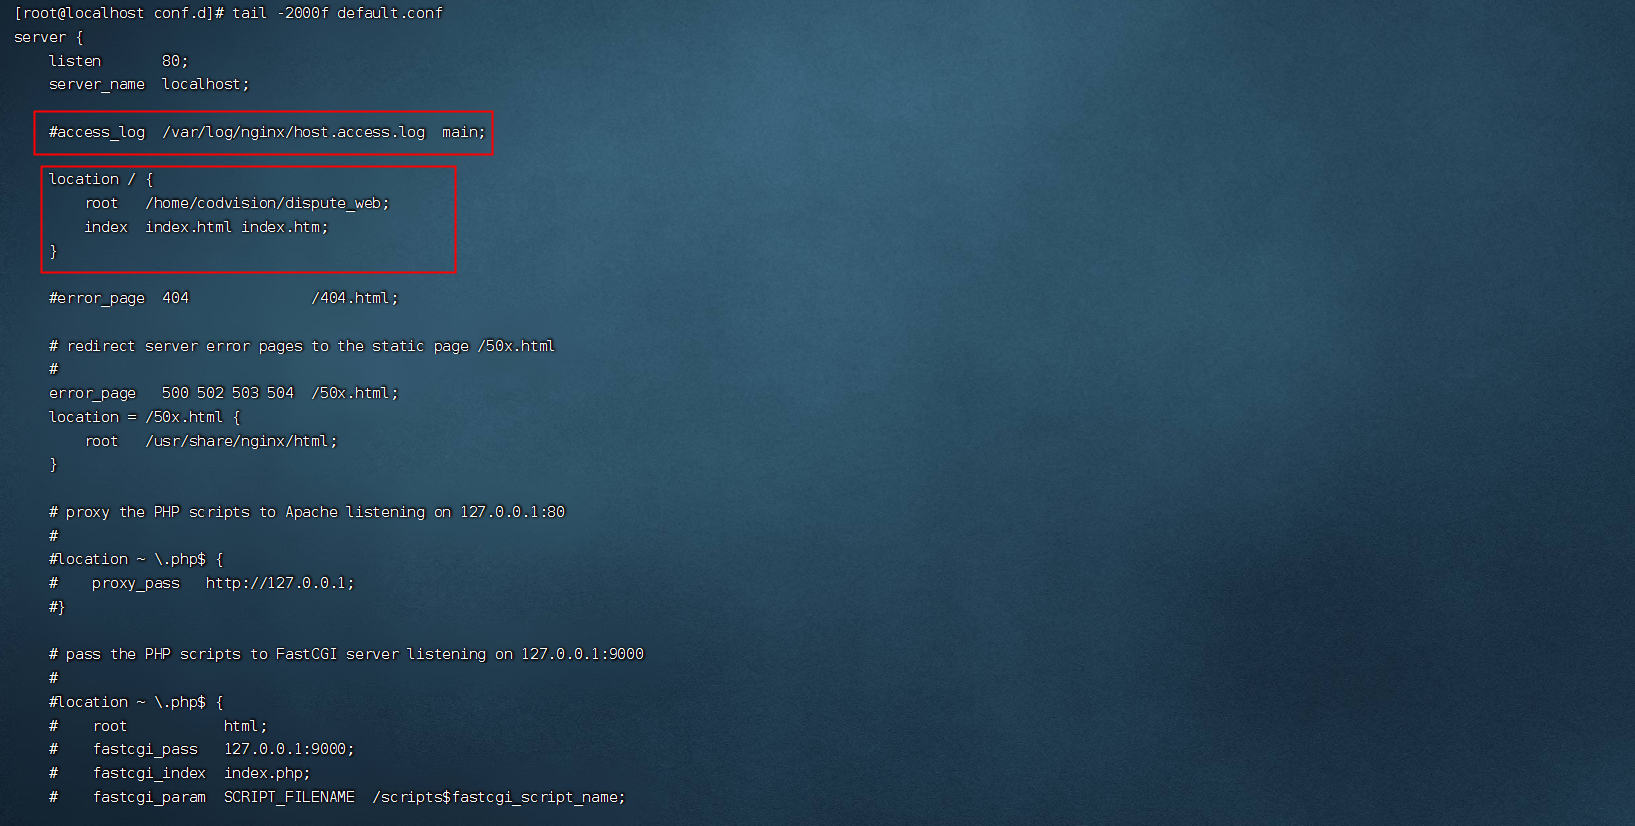 [root@localhost conf.d]# tail -2000f default.conf
server {
    listen       80;
    server_name  localhost;
    #access_log  /var/log/nginx/host.access.log  main;
    location / {
        root   /home/codvision/dispute_web;
        index  index.html index.htm;
    }
    #error_page  404              /404.html;
    # redirect server error pages to the static page /50x.html
    #
    error_page   500 502 503 504  /50x.html;
    location = /50x.html {
        root   /usr/share/nginx/html;
    }
    # proxy the PHP scripts to Apache listening on 127.0.0.1:80
    #
    #location ~ \.php$ {
    #    proxy_pass   http://127.0.0.1;
    #}
    # pass the PHP scripts to FastCGI server listening on 127.0.0.1:9000
    #
    #location ~ \.php$ {
    #    root           html;
    #    fastcgi_pass   127.0.0.1:9000;
    #    fastcgi_index  index.php;
    #    fastcgi_param  SCRIPT_FILENAME  /scripts$fastcgi_script_name;